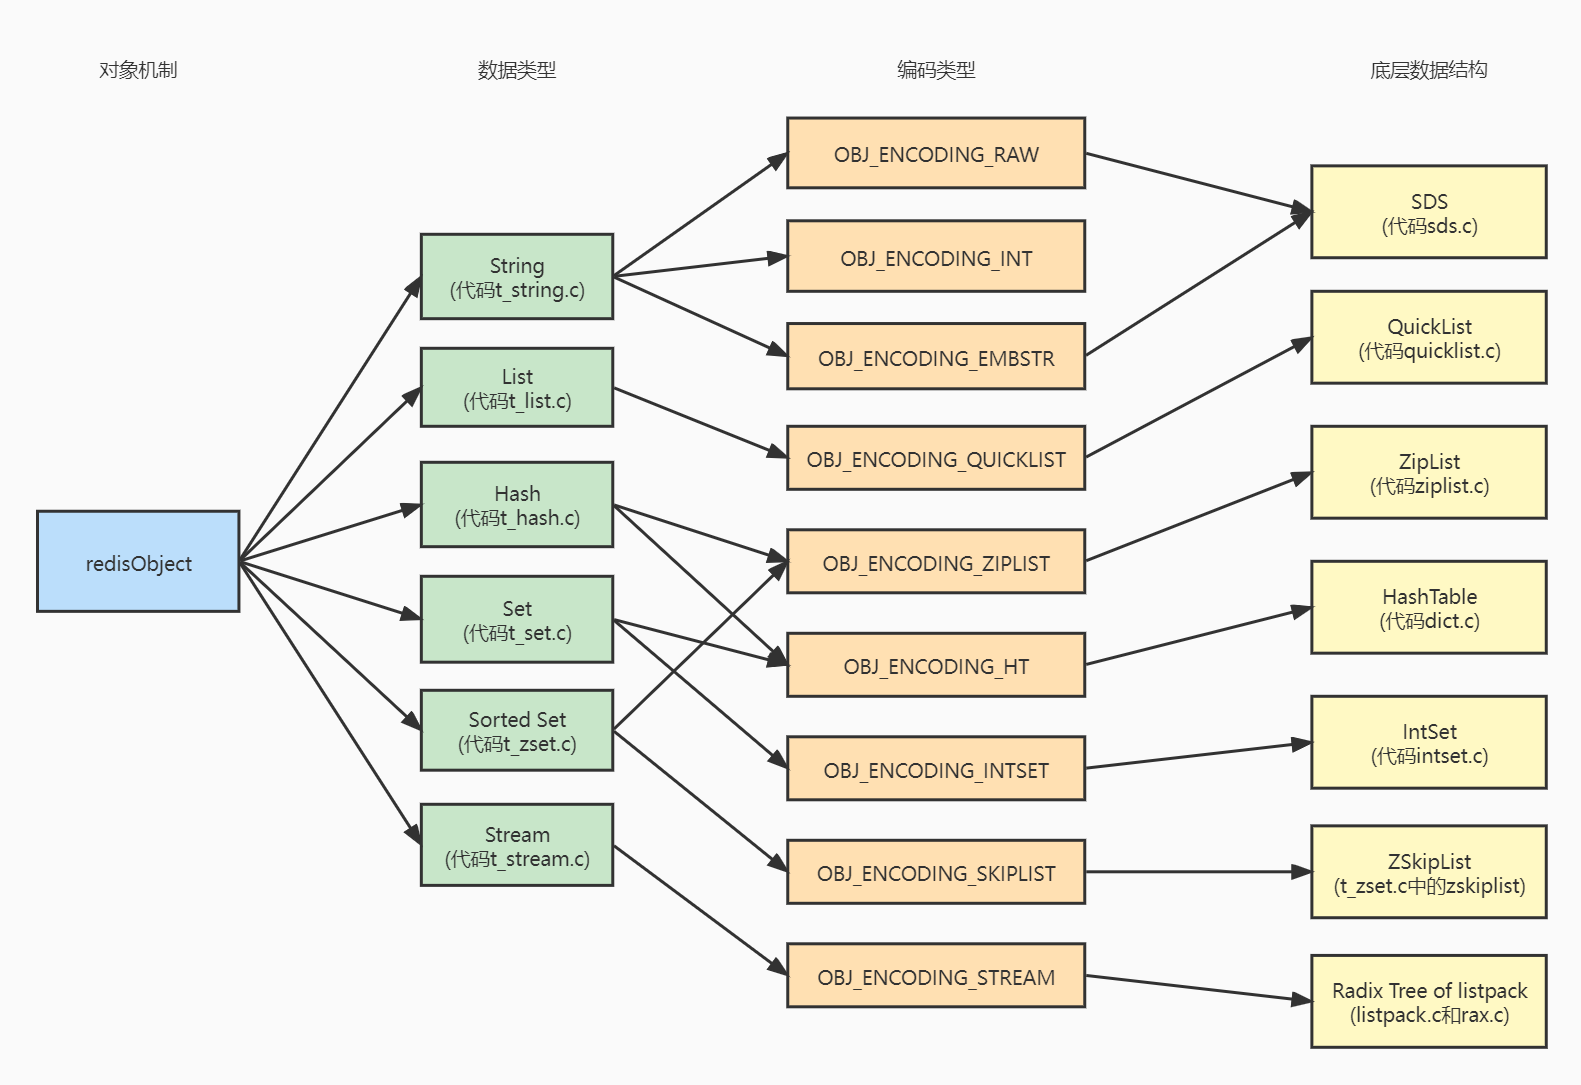 对象机制
数据类型
编码类型
底层数据结构
redisObject
String
(代码t_string.c)
List
(代码t_list.c)
Hash
(代码t_hash.c)
Set
(代码t_set.c)
Sorted Set
(代码t_zset.c)
Stream
(代码t_stream.c)
OBJ_ENCODING_RAW
OBJ_ENCODING_INT
OBJ_ENCODING_EMBSTR
OBJ_ENCODING_QUICKLIST
OBJ_ENCODING_ZIPLIST
OBJ_ENCODING_HT
OBJ_ENCODING_INTSET
OBJ_ENCODING_SKIPLIST
OBJ_ENCODING_STREAM
SDS
(代码sds.c)
QuickList
(代码quicklist.c)
ZipList
(代码ziplist.c)
HashTable
(代码dict.c)
IntSet
(代码intset.c)
ZSkipList
(t_zset.c中的zskiplist)
Radix Tree of listpack
(listpack.c和rax.c)